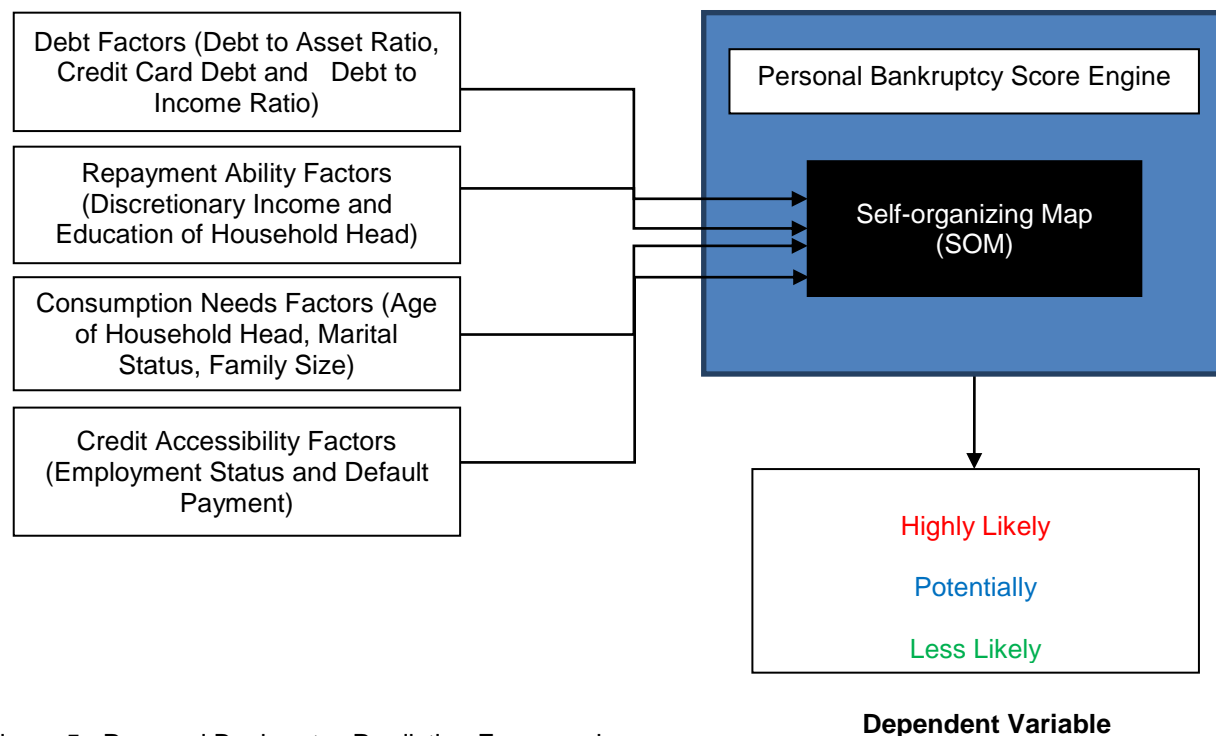 Debt Factors (Debt to Asset Ratio,
Credit Card Debt and Debt to
Income Ratio)
Repayment Ability Factors
(Discretionary Income and
Education of Household Head)
Consumption Needs Factors (Age
of Household Head, Marital
Status, Family Size)
Credit Accessibility Factors
(Employment Status and Default
Payment)
Personal Bankruptcy Score Engine
Self-organizing Map
(SOM)
Highly Likely
Potentially
Less Likely
Dependent Variable